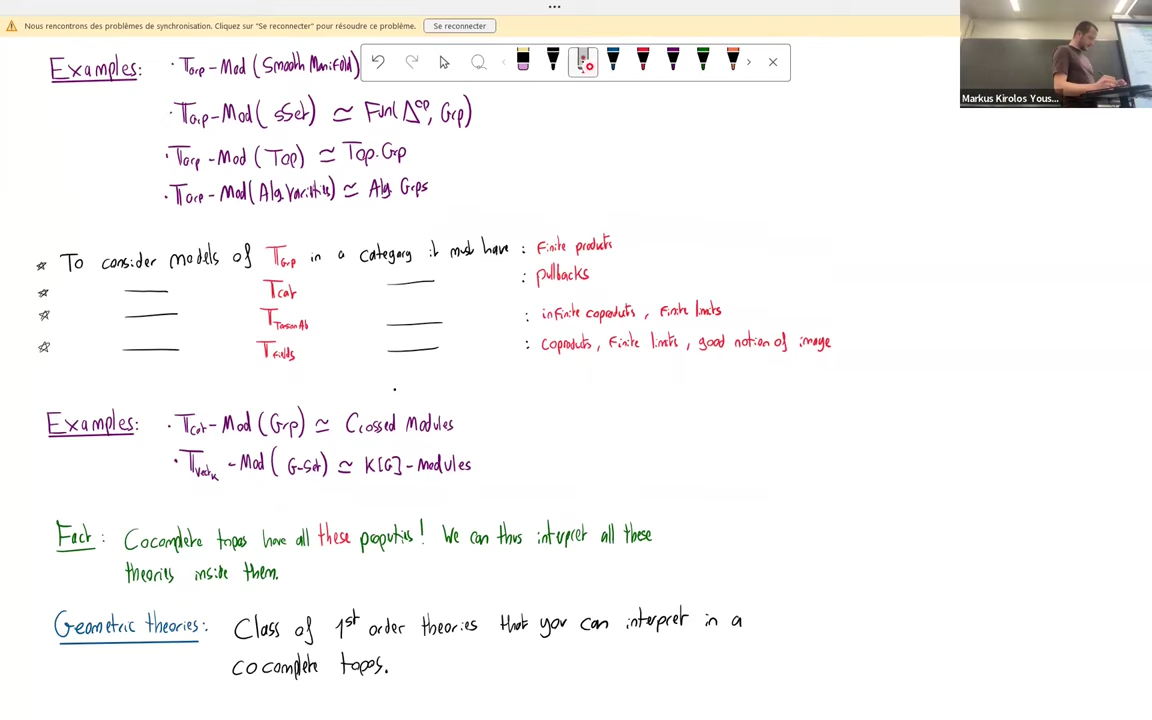 Nous rencontrons des problèmes de synchronisation. Cliquez sur "Se reconnecter" pour résoudre ce problème. Se reconnecter
Markus Kirolos Yous...
Examples: · 𝕋Grp-Mod (Smooth Manifold)
· 𝕋Grp-Mod (sSet) ≃ Fun(Δ^op, Grp)
· 𝕋Grp-Mod (Top) ≃ Top.Grp
· 𝕋Grp-Mod (Alg Varities) ≃ Alg Grps
☆ To consider models of 𝕋Grp in a category it must have : Finite products
☆ —— 𝕋cat —— : pullbacks
☆ —— 𝕋TorsionAb —— : infinite coproducts, Finite limits
☆ —— 𝕋Fields —— : coproducts, Finite limits, good notion of image
Examples: · 𝕋Cat-Mod (Grp) ≃ Crossed Modules
· 𝕋Vect_K-Mod (G-Set) ≃ K[G]-Modules
Fact: Cocomplete topos have all these properties! We can thus interpret all these
theories inside them.
Geometric theories: Class of 1st order theories that you can interpret in a
cocomplete topos.